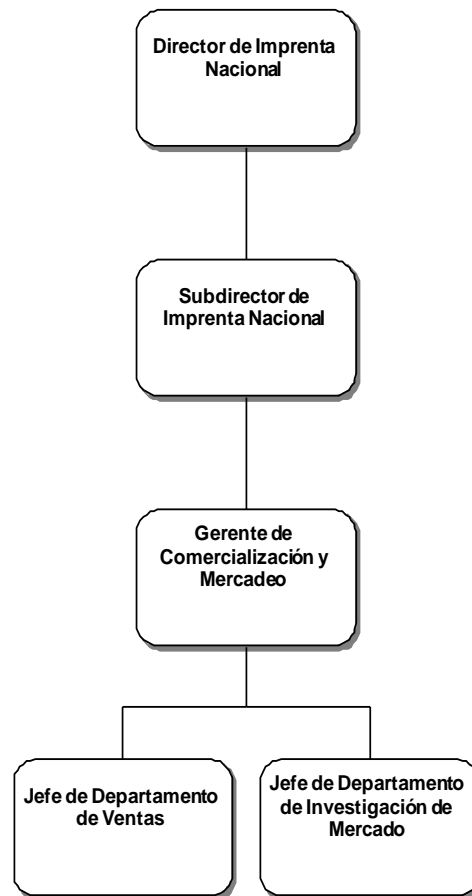 Director de Imprenta
Nacional
Subdirector de
Imprenta Nacional
Gerente de
Comercialización y
Mercadeo
Jefe de Departamento
de Ventas
Jefe de Departamento
de Investigación de
Mercado